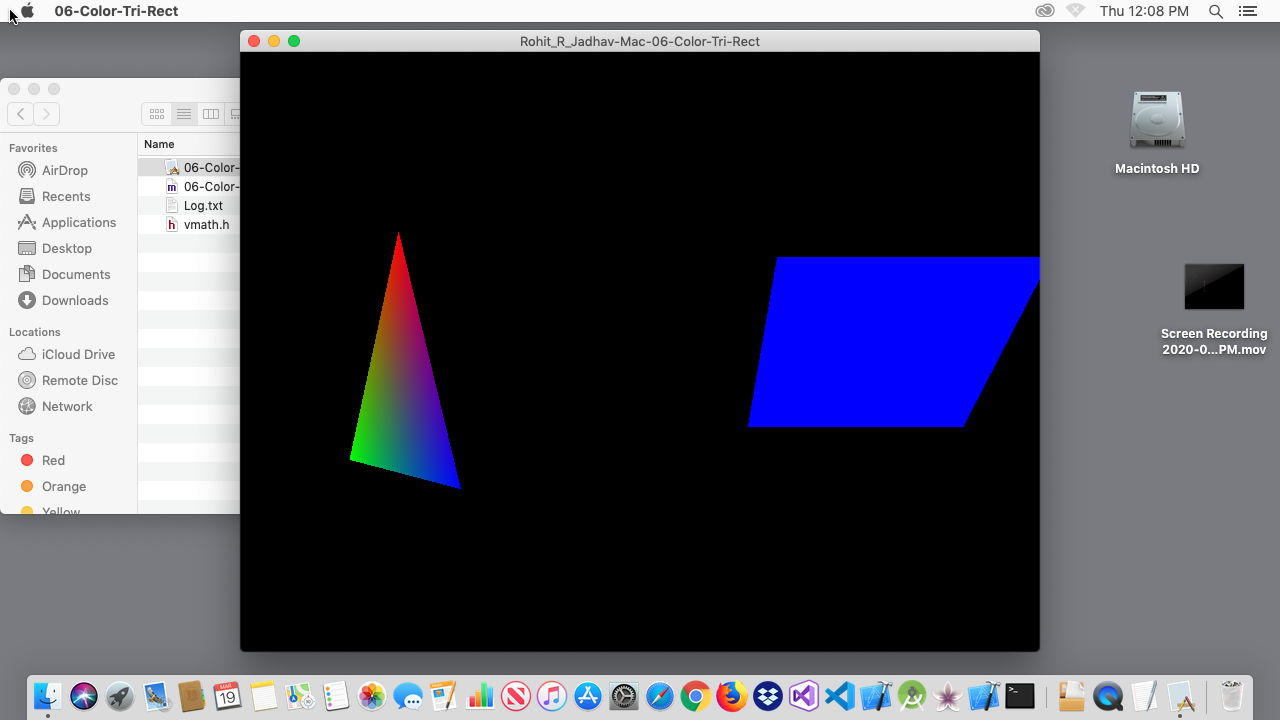 06-Color-Tri-Rect
Thu 12:08 PM
Rohit_R_Jadhav-Mac-06-Color-Tri-Rect
Name
Favorites
AirDrop
Recents
Applications
Desktop
Documents
Downloads
Locations
iCloud Drive
Remote Disc
Network
Tags
Red
Orange
Yellow
06-Color-
m 06-Color-
Log.txt
h vmath.h
Macintosh HD
Screen Recording
2020-0...PM.mov
MAR
19